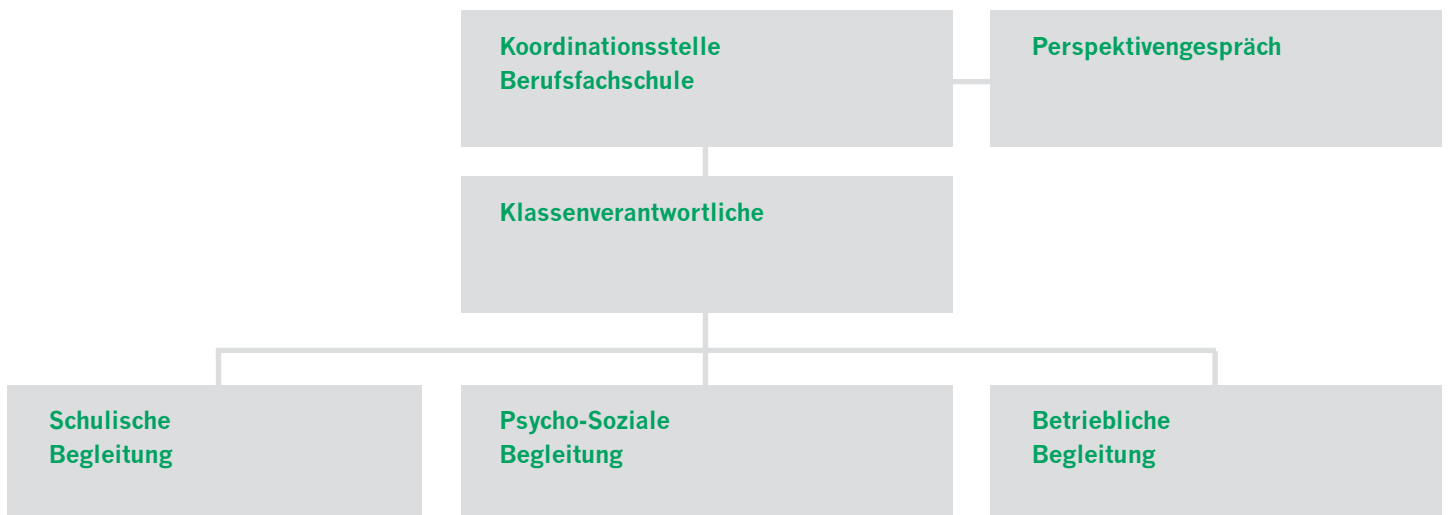 Koordinationsstelle
Berufsfachschule
Perspektivengespräch
Klassenverantwortliche
Schulische
Begleitung
Psycho-Soziale
Begleitung
Betriebliche
Begleitung